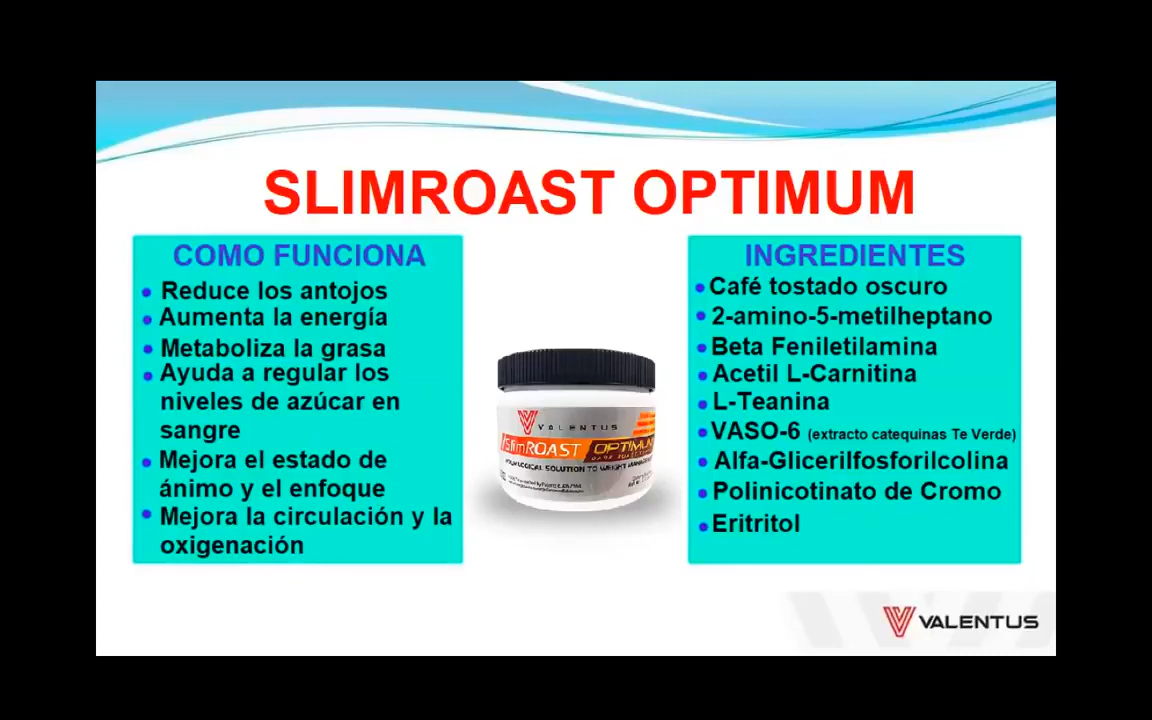 SLIMROAST OPTIMUM
COMO FUNCIONA
Reduce los antojos
Aumenta la energía
Metaboliza la grasa
Ayuda a regular los
niveles de azúcar en
sangre
Mejora el estado de
ánimo y el enfoque
Mejora la circulación y la
oxigenación
VALENTUS
SlimROAST OPTIMUM
INGREDIENTES
Café tostado oscuro
2-amino-5-metilheptano
Beta Feniletilamina
Acetil L-Carnitina
L-Teanina
VASO-6 (extracto catequinas Te Verde)
Alfa-Glicerilfosforilcolina
Polinicotinato de Cromo
Eritritol
VALENTUS